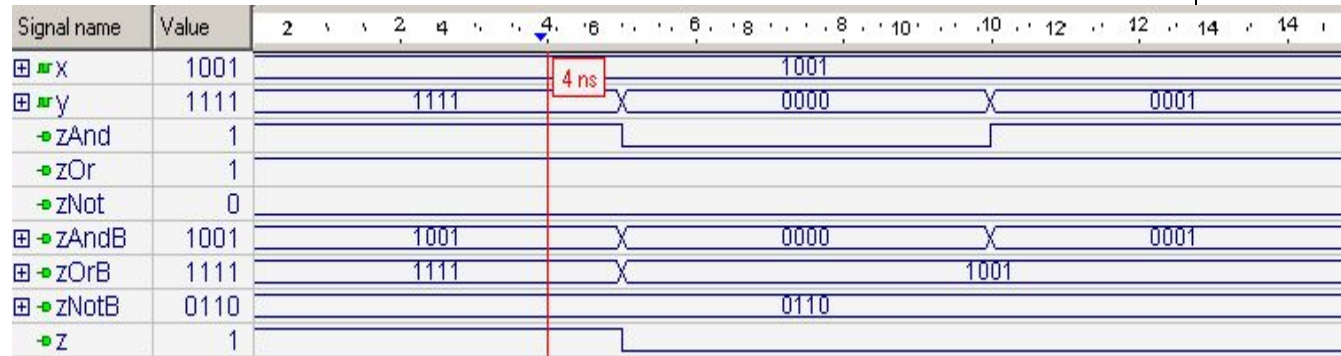 Signal name Value 2 2 4 4 6 6 8 8 10 10 12 12 14 14
x 1001 1001
4 ns
y 1111 1111 0000 0001
zAnd 1
zOr 1
zNot 0
zAndB 1001 1001 0000 0001
zOrB 1111 1111 1001
zNotB 0110 0110
z 1